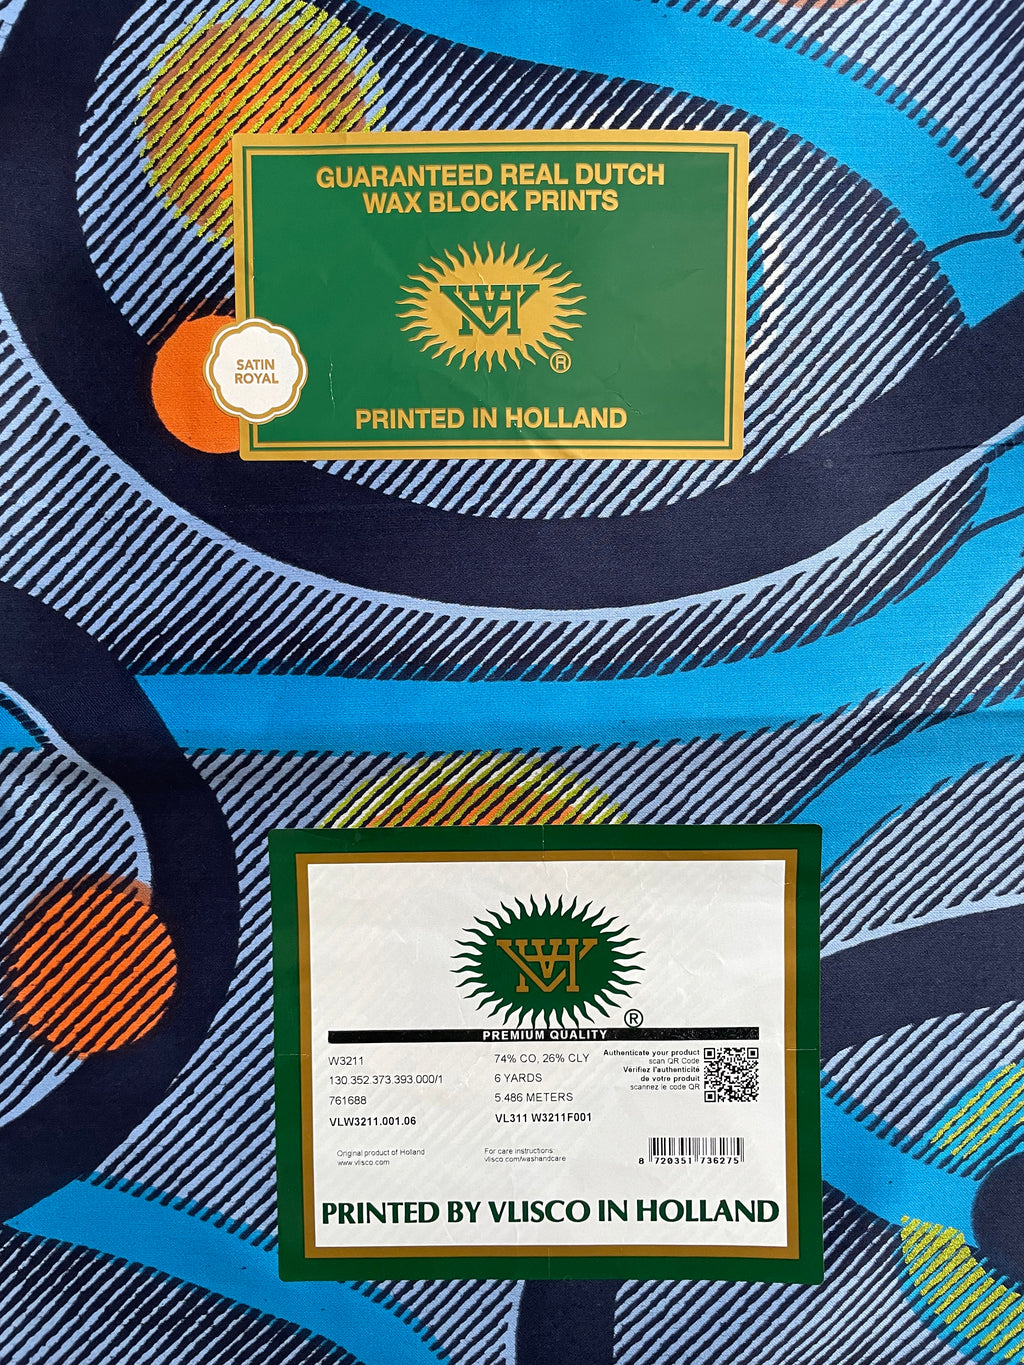 GUARANTEED REAL DUTCH
WAX BLOCK PRINTS
VH
®
SATIN
ROYAL
PRINTED IN HOLLAND
VH
®
PREMIUM QUALITY
W3211
130.352.373.393.000/1
761688
VLW3211.001.06
74% CO, 26% CLY
6 YARDS
5.486 METERS
VL311 W3211F001
Authenticate your product
scan QR Code
Vérifiez l'authenticité
de votre produit
scannez le code QR
Original product of Holland
www.vlisco.com
For care instructions:
vlisco.com/washandcare
8 720351 736275
PRINTED BY VLISCO IN HOLLAND